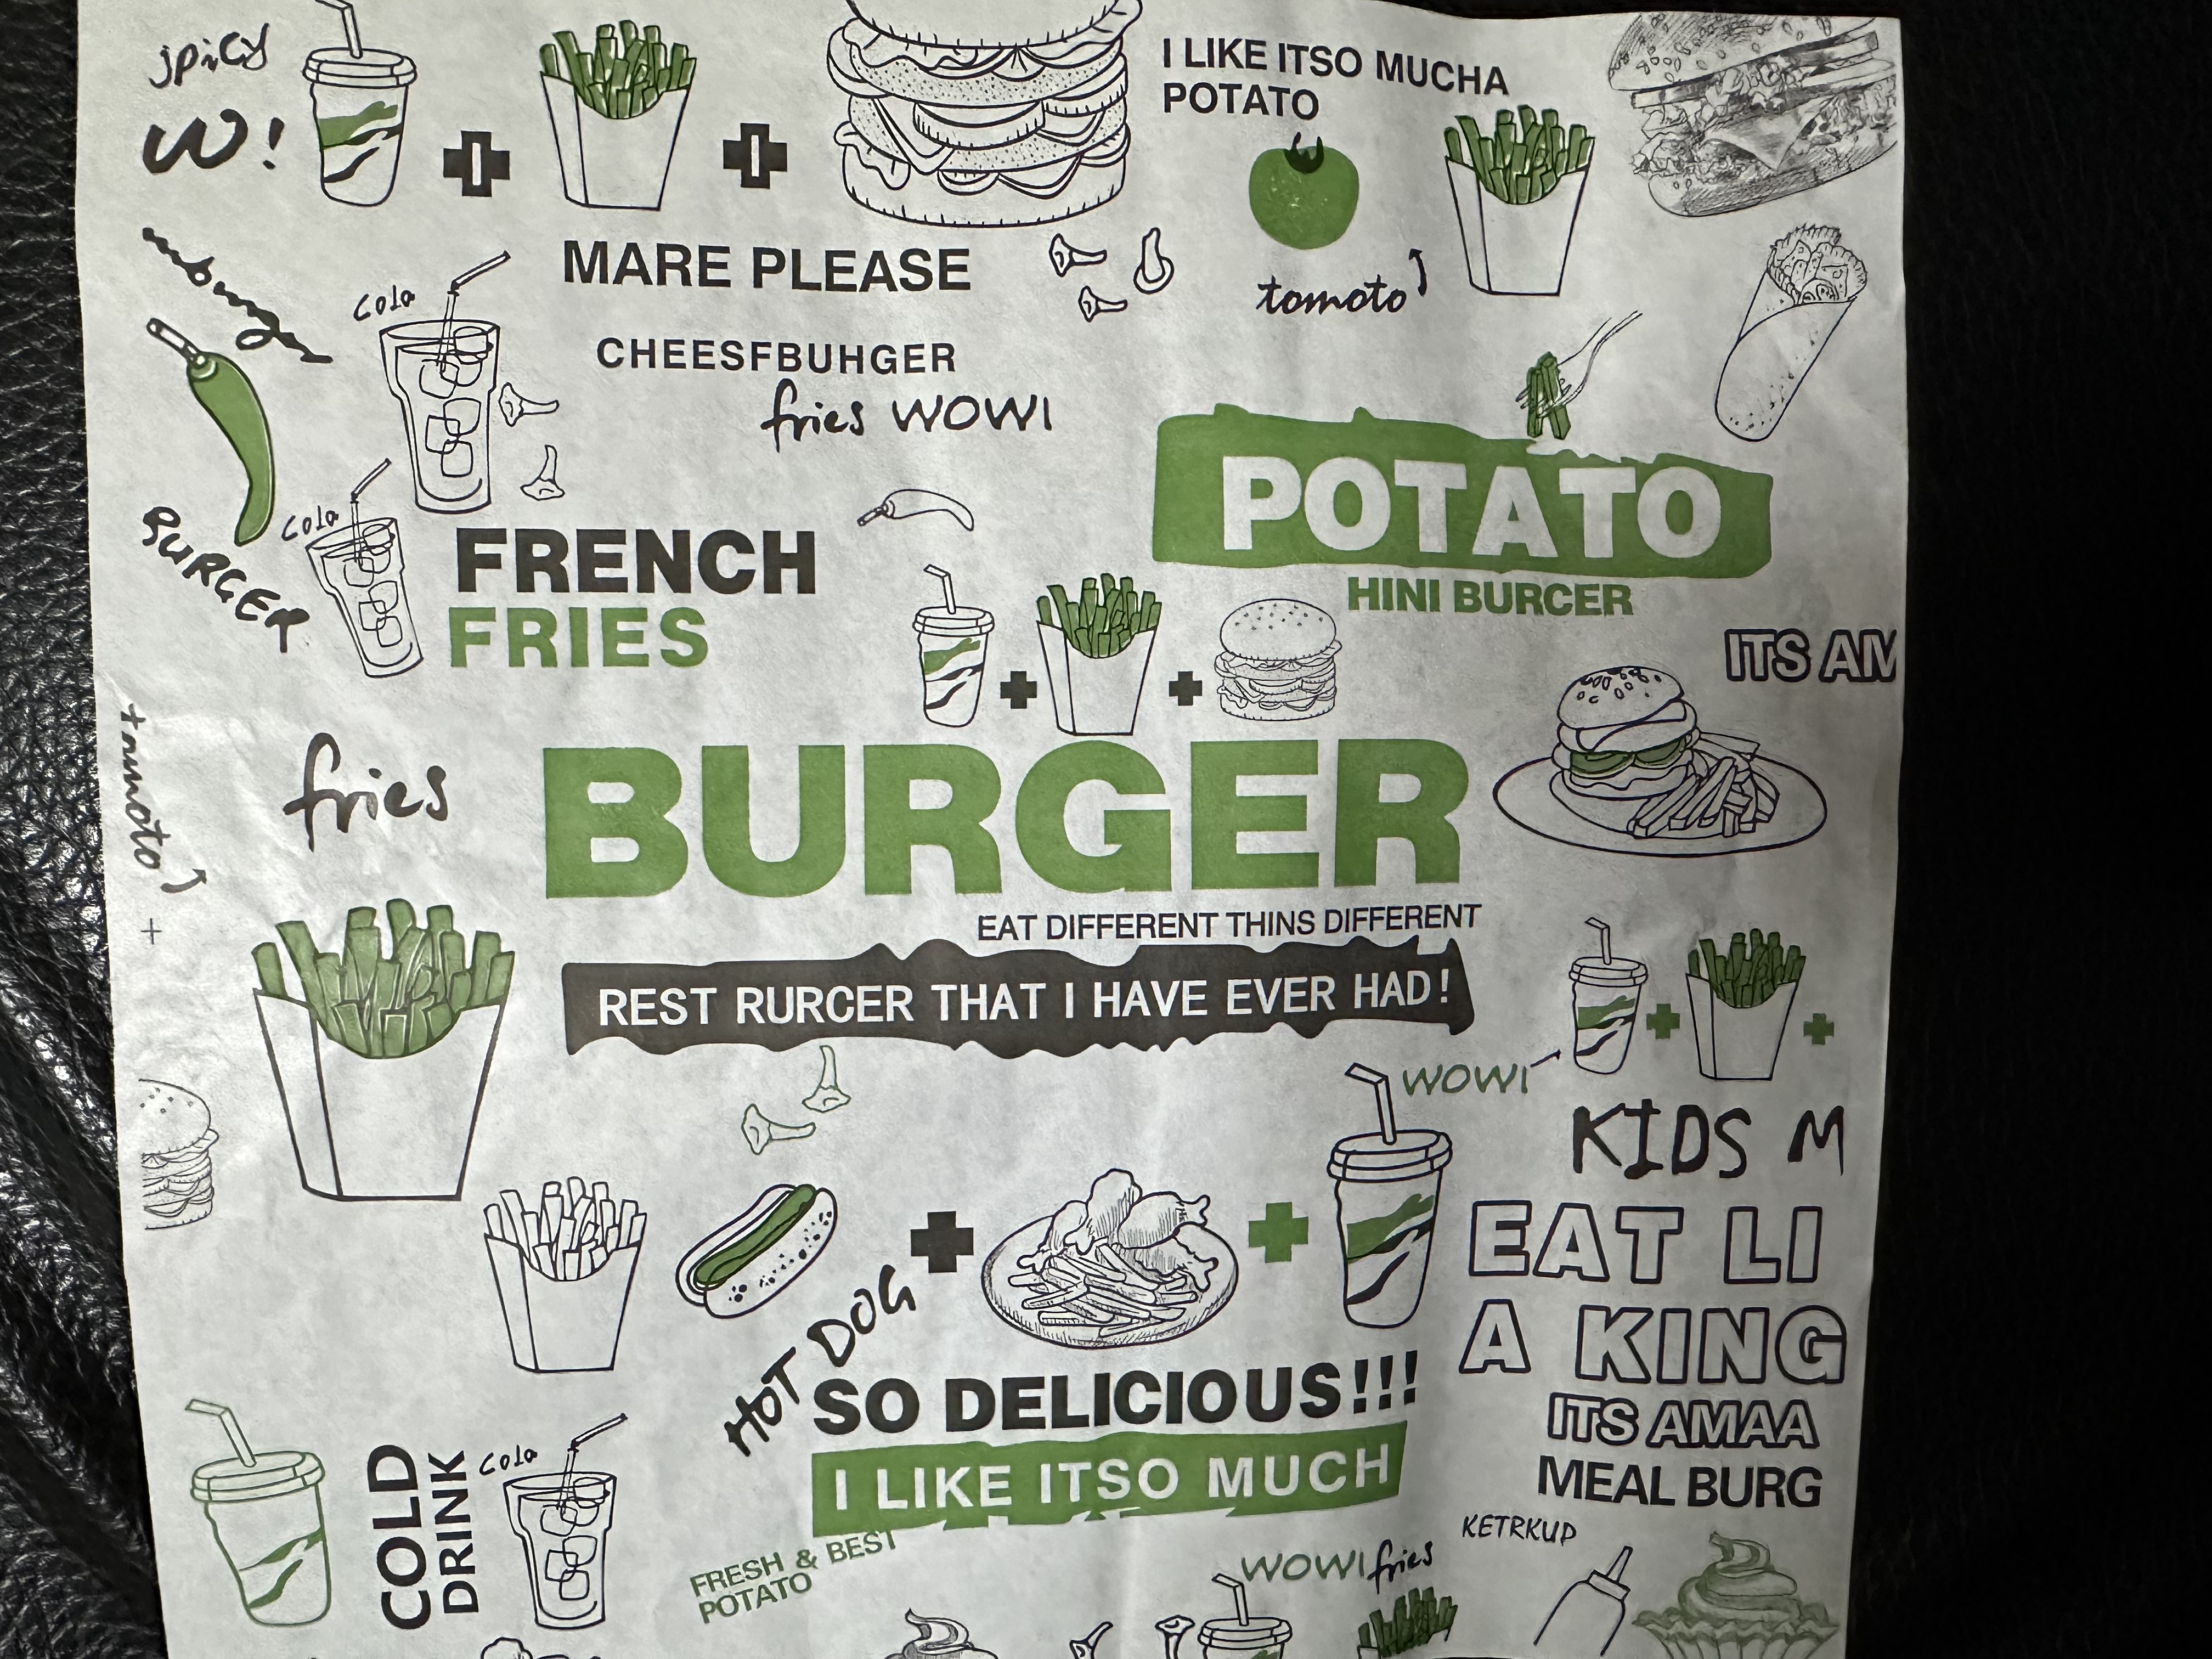 jpicy
W!
I LIKE ITSO MUCHA
POTATO
MARE PLEASE
tomoto
mburger
Cola
CHEESFBUHGER
fries WOWI
POTATO
HINI BURCER
BURGER
Cola
FRENCH
FRIES
ITS AM
fries
BURGER
EAT DIFFERENT THINS DIFFERENT
REST RURCER THAT I HAVE EVER HAD!
WOWI
KIDS M
EAT LI
A KING
HOT DOG
SO DELICIOUS!!!
I LIKE ITSO MUCH
ITS AMAA
MEAL BURG
COLD
DRINK
Cola
FRESH & BEST
POTATO
WOWI fries
KETRKUP